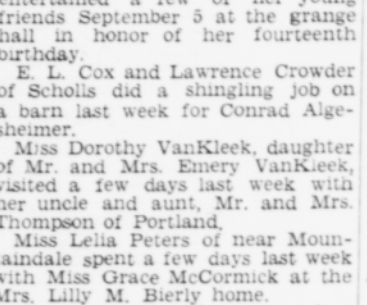 entertained a few of her young
friends September 5 at the grange
hall in honor of her fourteenth
birthday.
E. L. Cox and Lawrence Crowder
of Scholls did a shingling job on
a barn last week for Conrad Alge-
sheimer.
Miss Dorothy VanKleek, daughter
of Mr. and Mrs. Emery VanKleek,
visited a few days last week with
her uncle and aunt, Mr. and Mrs.
Thompson of Portland.
Miss Lelia Peters of near Moun-
taindale spent a few days last week
with Miss Grace McCormick at the
Mrs. Lilly M. Bierly home.